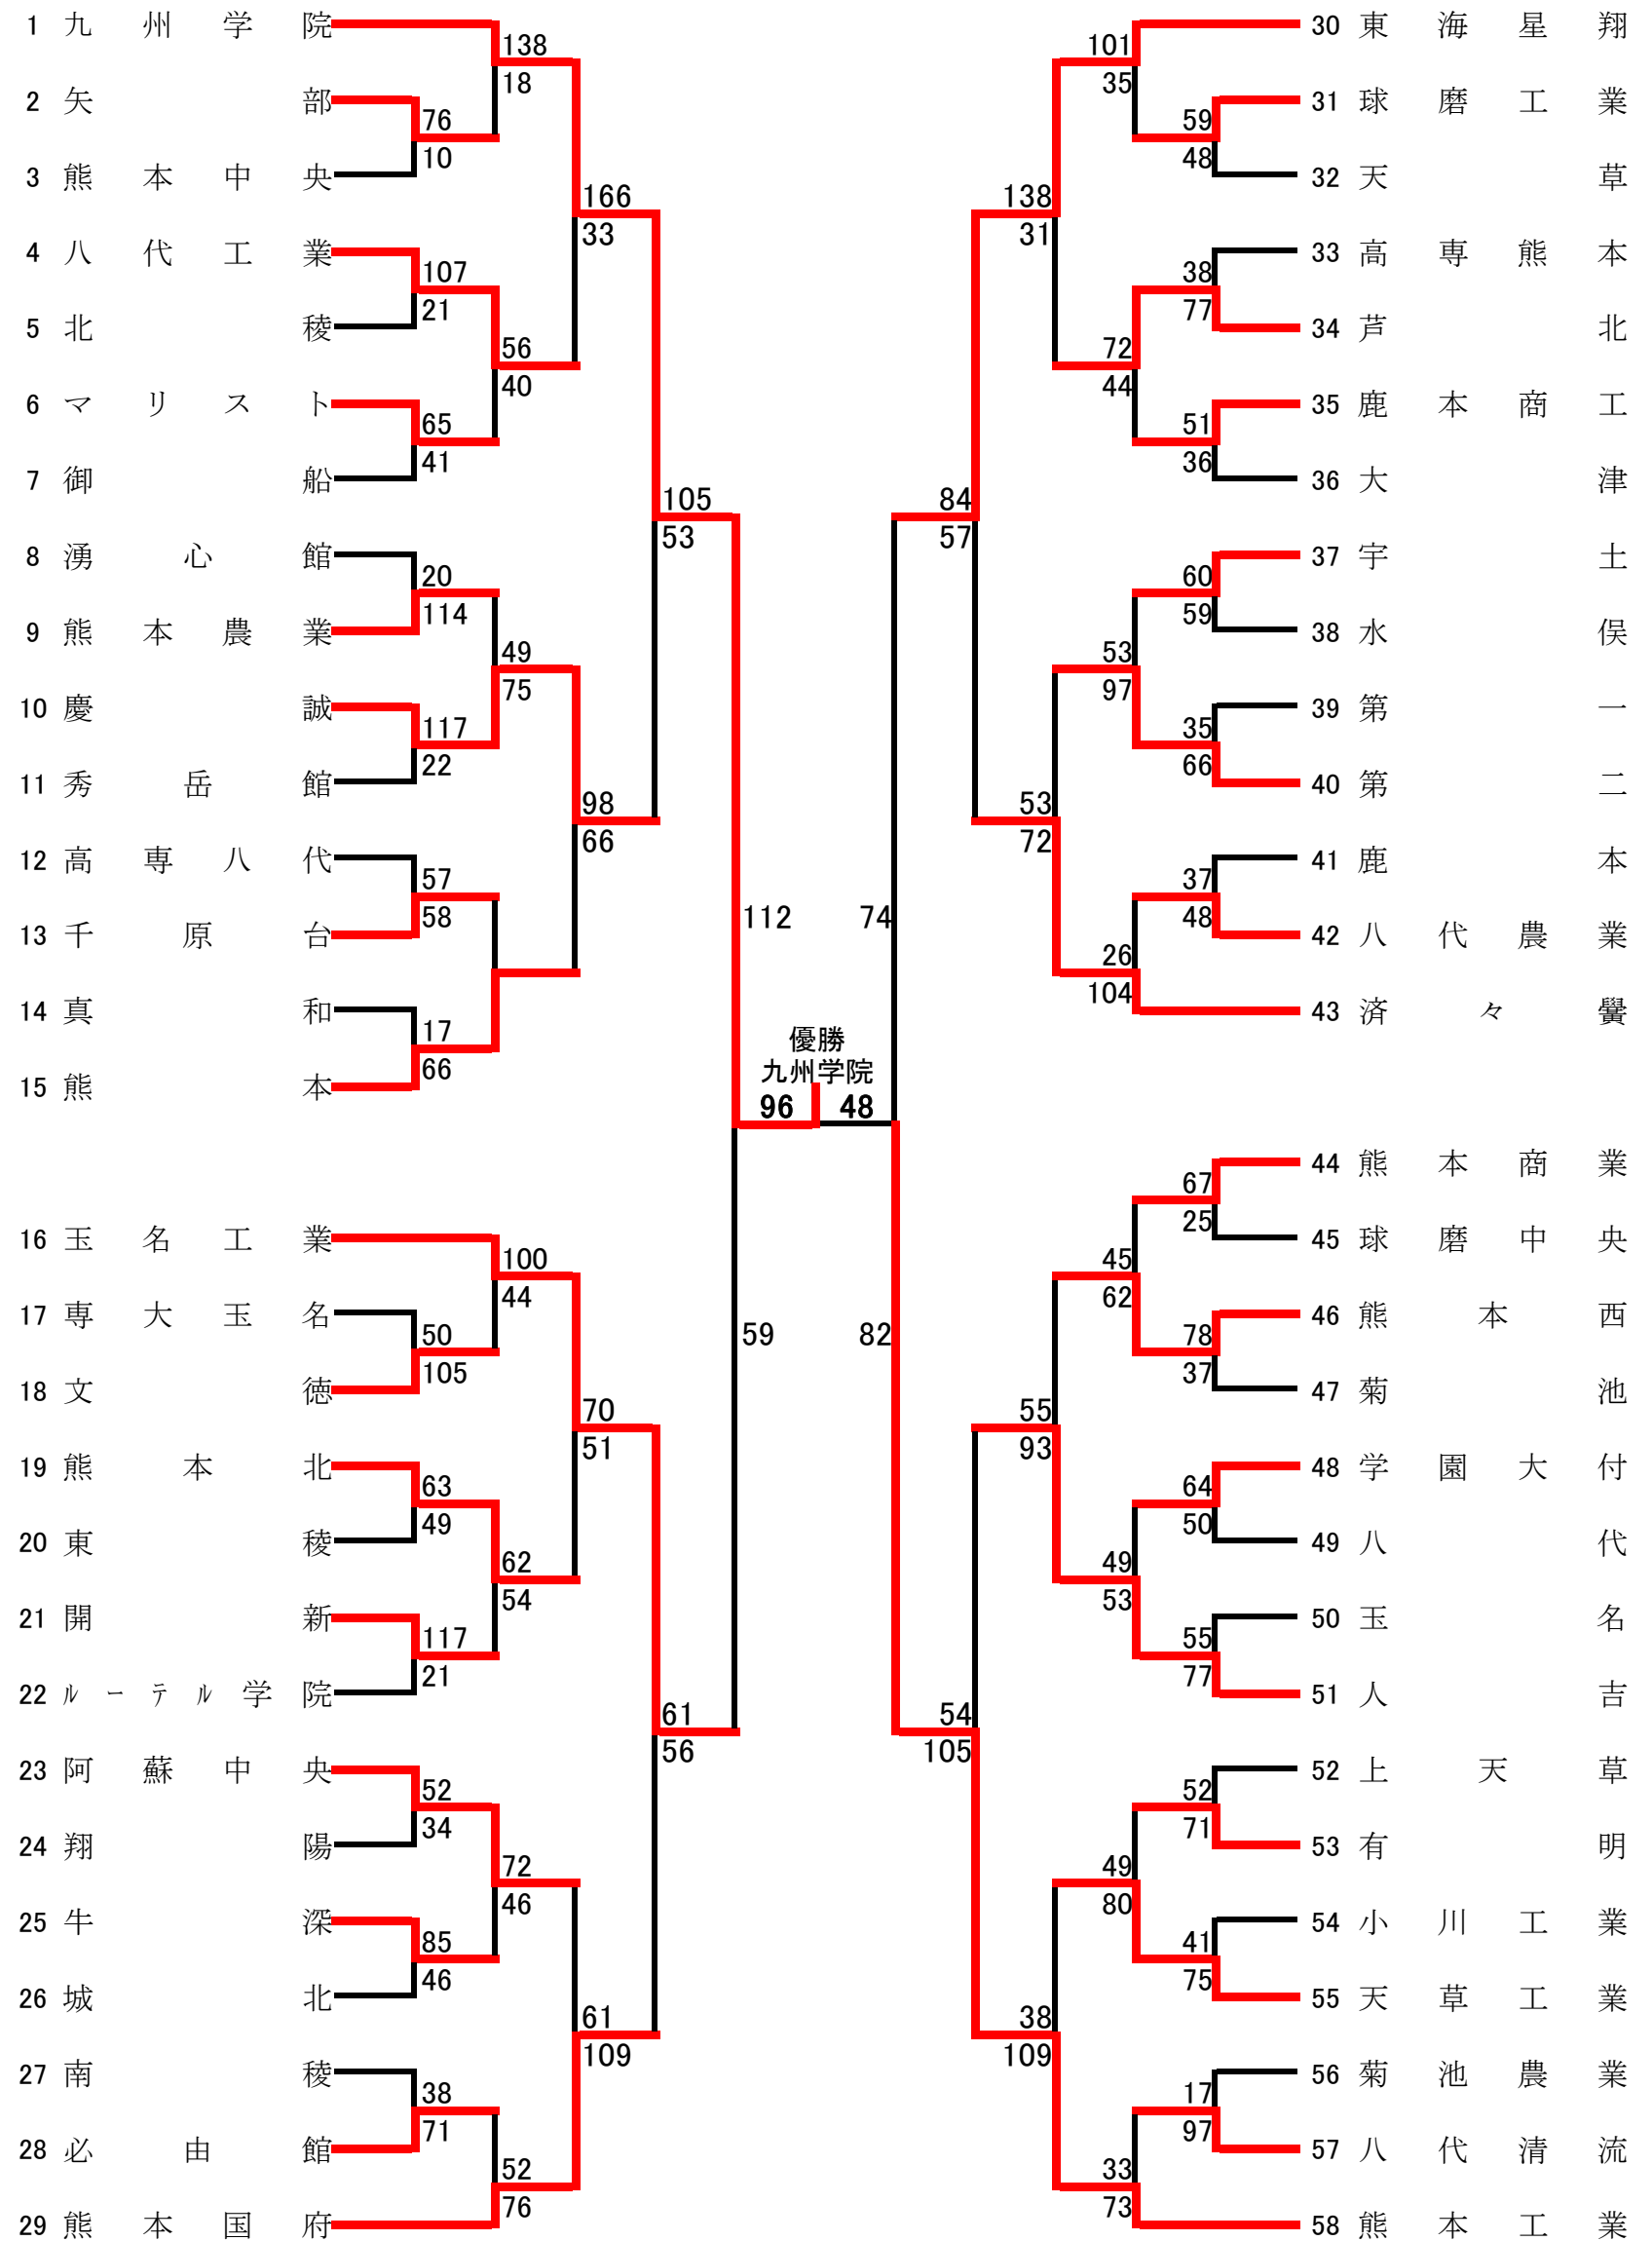 1 九州学院
138
18
2 矢部
76
10
3 熊本中央
166
33
4 八代工業
107
21
5 北稜
56
40
6 マリスト
65
41
7 御船
105
53
8 湧心館
20
114
9 熊本農業
49
75
10 慶誠
117
22
11 秀岳館
98
66
12 高専八代
57
58
13 千原台
14 真和
17
66
15 熊本
112
59
16 玉名工業
100
44
17 専大玉名
50
105
18 文徳
70
51
19 熊本北
63
49
20 東稜
62
54
21 開新
117
21
22 ルーテル学院
61
56
23 阿蘇中央
52
34
24 翔陽
72
46
25 牛深
85
46
26 城北
61
109
27 南稜
38
71
28 必由館
52
76
29 熊本国府
優勝
九州学院
96 48
30 東海星翔
101
35
31 球磨工業
59
48
32 天草
138
31
33 高専熊本
38
77
34 芦北
72
44
35 鹿本商工
51
36
36 大津
84
57
37 宇土
60
59
38 水俣
53
97
39 第一
35
66
40 第二
53
72
41 鹿本
37
48
42 八代農業
26
104
43 済々黌
74
82
44 熊本商業
67
25
45 球磨中央
45
62
46 熊本西
78
37
47 菊池
55
93
48 学園大付
64
50
49 八代
49
53
50 玉名
55
77
51 人吉
54
105
52 上天草
52
71
53 有明
49
80
54 小川工業
41
75
55 天草工業
38
109
56 菊池農業
17
97
57 八代清流
33
73
58 熊本工業